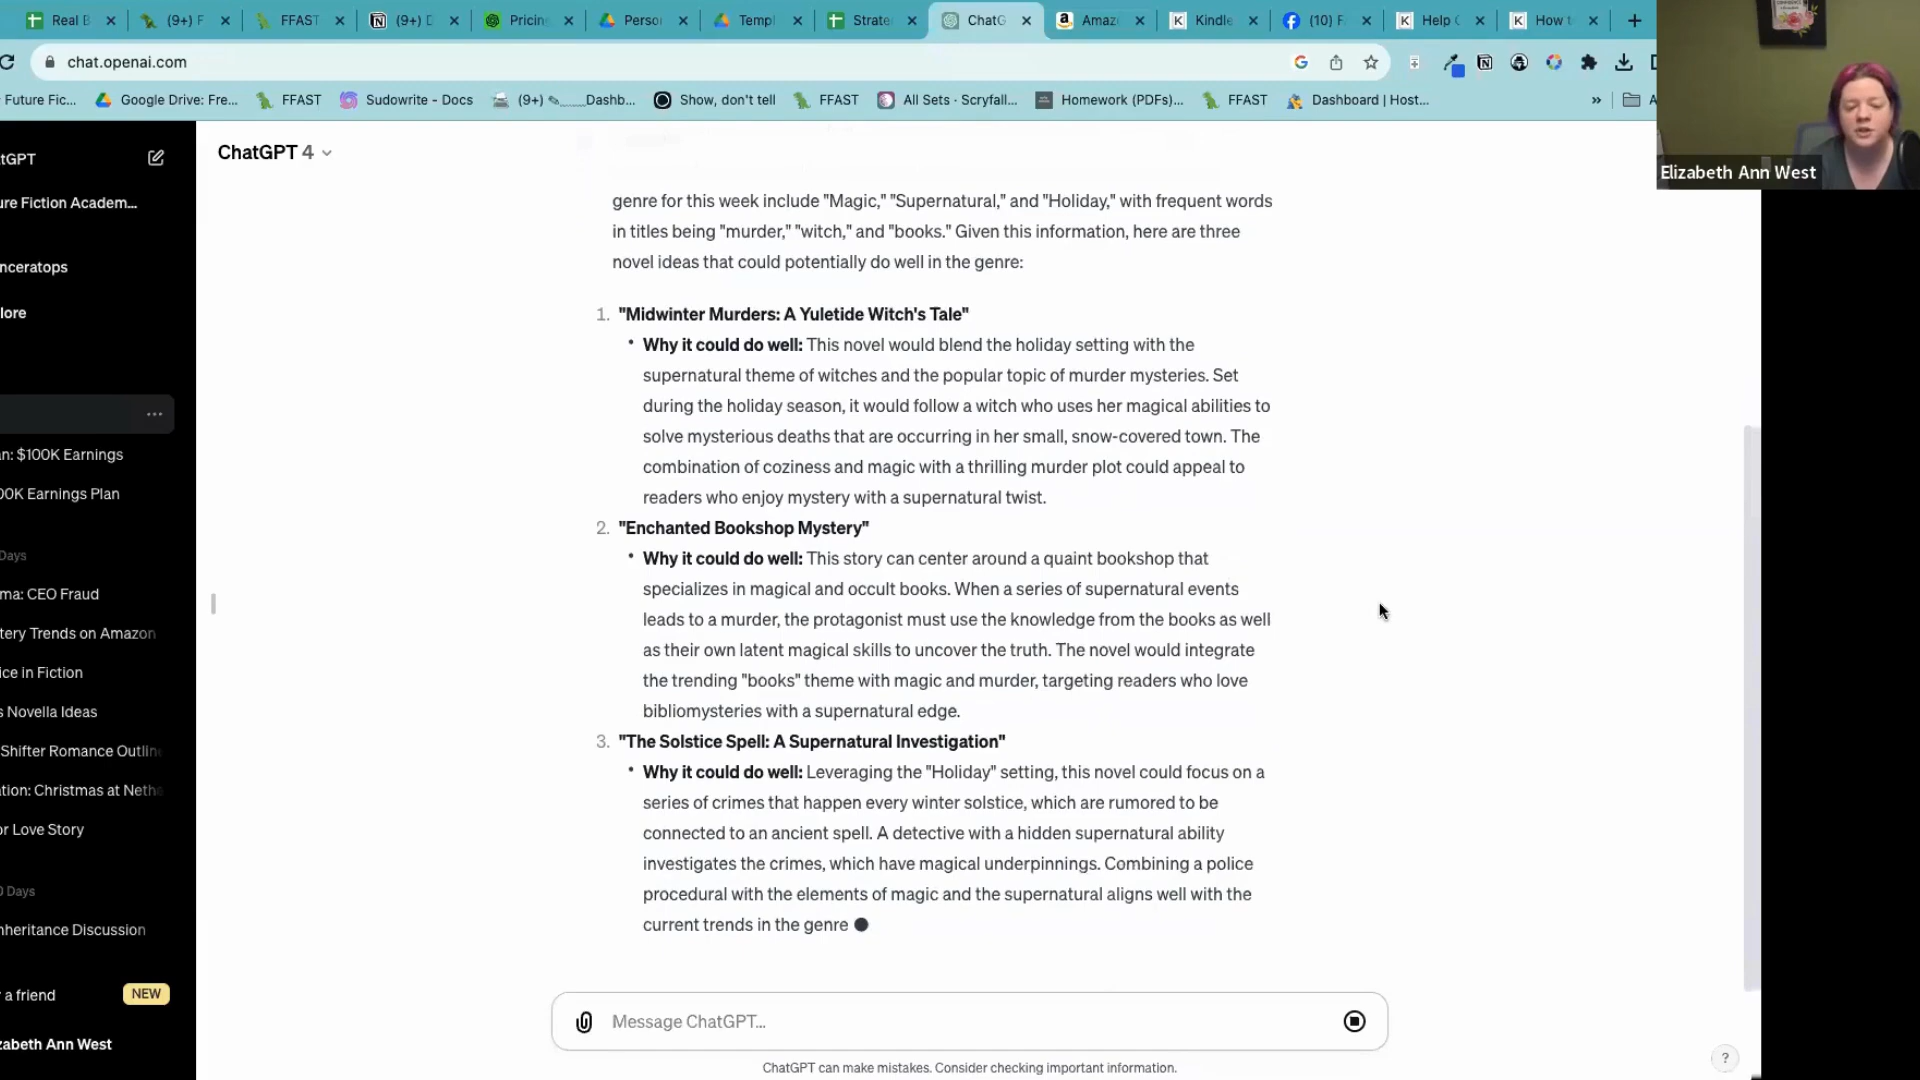 Real B
(9+) F
FFAST
(9+) D
Pricin
Perso
Templ
Strate
ChatG
Amaz
Kindle
(10) F
Help C
How t
chat.openai.com
Future Fic...
Google Drive: Fre...
FFAST
Sudowrite - Docs
(9+) ✎____Dashb...
Show, don't tell
FFAST
All Sets · Scryfall...
Homework (PDFs)...
FFAST
Dashboard | Host...
»
Elizabeth Ann West
tGPT
ure Fiction Academ...
nceratops
lore
an: $100K Earnings
00K Earnings Plan
Days
ma: CEO Fraud
tery Trends on Amazon
ice in Fiction
s Novella Ideas
Shifter Romance Outlin
ation: Christmas at Nethe
or Love Story
0 Days
nheritance Discussion
a friend
NEW
zabeth Ann West
ChatGPT 4
genre for this week include "Magic," "Supernatural," and "Holiday," with frequent words
in titles being "murder," "witch," and "books." Given this information, here are three
novel ideas that could potentially do well in the genre:
1. "Midwinter Murders: A Yuletide Witch's Tale"
• Why it could do well: This novel would blend the holiday setting with the
supernatural theme of witches and the popular topic of murder mysteries. Set
during the holiday season, it would follow a witch who uses her magical abilities to
solve mysterious deaths that are occurring in her small, snow-covered town. The
combination of coziness and magic with a thrilling murder plot could appeal to
readers who enjoy mystery with a supernatural twist.
2. "Enchanted Bookshop Mystery"
• Why it could do well: This story can center around a quaint bookshop that
specializes in magical and occult books. When a series of supernatural events
leads to a murder, the protagonist must use the knowledge from the books as well
as their own latent magical skills to uncover the truth. The novel would integrate
the trending "books" theme with magic and murder, targeting readers who love
bibliomysteries with a supernatural edge.
3. "The Solstice Spell: A Supernatural Investigation"
• Why it could do well: Leveraging the "Holiday" setting, this novel could focus on a
series of crimes that happen every winter solstice, which are rumored to be
connected to an ancient spell. A detective with a hidden supernatural ability
investigates the crimes, which have magical underpinnings. Combining a police
procedural with the elements of magic and the supernatural aligns well with the
current trends in the genre
Message ChatGPT...
ChatGPT can make mistakes. Consider checking important information.
?